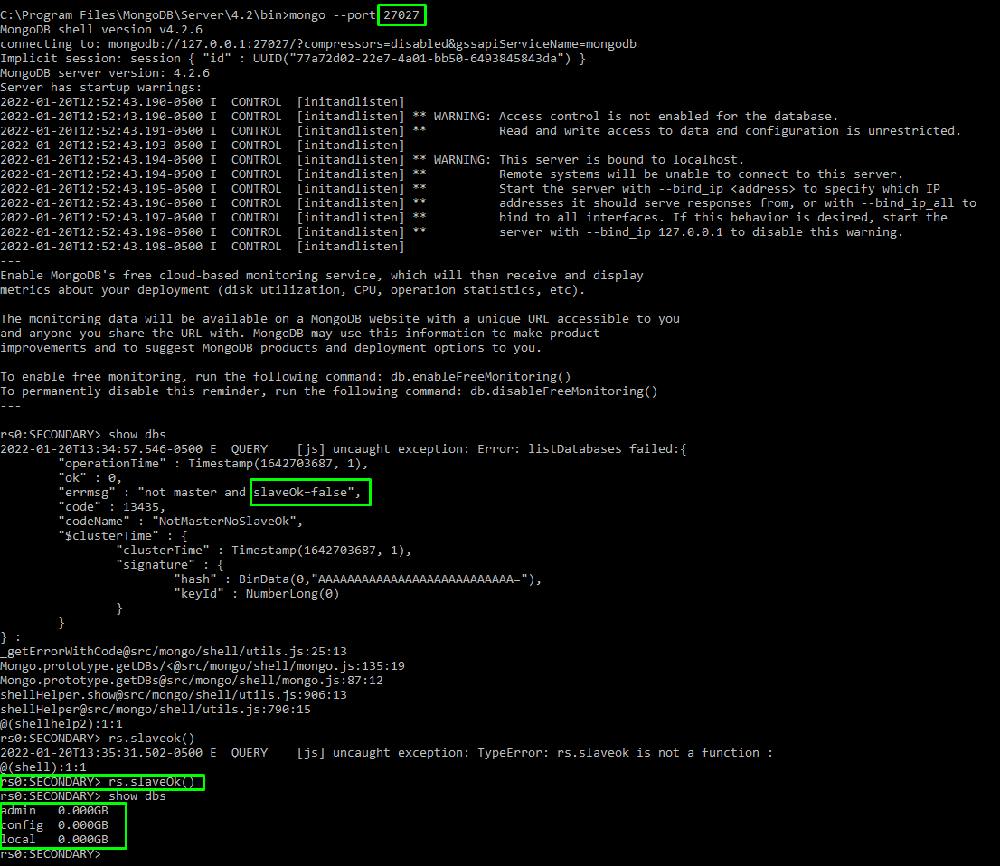 C:\Program Files\MongoDB\Server\4.2\bin>mongo --port 27027
MongoDB shell version v4.2.6
connecting to: mongodb://127.0.0.1:27027/?compressors=disabled&gssapiServiceName=mongodb
Implicit session: session { "id" : UUID("77a72d02-22e7-4a01-bb50-6493845843da") }
MongoDB server version: 4.2.6
Server has startup warnings:
2022-01-20T12:52:43.190-0500 I  CONTROL  [initandlisten]
2022-01-20T12:52:43.190-0500 I  CONTROL  [initandlisten] ** WARNING: Access control is not enabled for the database.
2022-01-20T12:52:43.191-0500 I  CONTROL  [initandlisten] **          Read and write access to data and configuration is unrestricted.
2022-01-20T12:52:43.193-0500 I  CONTROL  [initandlisten]
2022-01-20T12:52:43.194-0500 I  CONTROL  [initandlisten] ** WARNING: This server is bound to localhost.
2022-01-20T12:52:43.194-0500 I  CONTROL  [initandlisten] **          Remote systems will be unable to connect to this server.
2022-01-20T12:52:43.195-0500 I  CONTROL  [initandlisten] **          Start the server with --bind_ip <address> to specify which IP
2022-01-20T12:52:43.196-0500 I  CONTROL  [initandlisten] **          addresses it should serve responses from, or with --bind_ip_all to
2022-01-20T12:52:43.197-0500 I  CONTROL  [initandlisten] **          bind to all interfaces. If this behavior is desired, start the
2022-01-20T12:52:43.198-0500 I  CONTROL  [initandlisten] **          server with --bind_ip 127.0.0.1 to disable this warning.
2022-01-20T12:52:43.198-0500 I  CONTROL  [initandlisten]
---
Enable MongoDB's free cloud-based monitoring service, which will then receive and display
metrics about your deployment (disk utilization, CPU, operation statistics, etc).
The monitoring data will be available on a MongoDB website with a unique URL accessible to you
and anyone you share the URL with. MongoDB may use this information to make product
improvements and to suggest MongoDB products and deployment options to you.
To enable free monitoring, run the following command: db.enableFreeMonitoring()
To permanently disable this reminder, run the following command: db.disableFreeMonitoring()
---
rs0:SECONDARY> show dbs
2022-01-20T13:34:57.546-0500 E  QUERY    [js] uncaught exception: Error: listDatabases failed:{
"operationTime" : Timestamp(1642703687, 1),
"ok" : 0,
"errmsg" : "not master and slaveOk=false",
"code" : 13435,
"codeName" : "NotMasterNoSlaveOk",
"$clusterTime" : {
"clusterTime" : Timestamp(1642703687, 1),
"signature" : {
"hash" : BinData(0,"AAAAAAAAAAAAAAAAAAAAAAAAAAA="),
"keyId" : NumberLong(0)
}
}
} :
_getErrorWithCode@src/mongo/shell/utils.js:25:13
Mongo.prototype.getDBs/<@src/mongo/shell/mongo.js:135:19
Mongo.prototype.getDBs@src/mongo/shell/mongo.js:87:12
shellHelper.show@src/mongo/shell/utils.js:906:13
shellHelper@src/mongo/shell/utils.js:790:15
@(shellhelp2):1:1
rs0:SECONDARY> rs.slaveok()
2022-01-20T13:35:31.502-0500 E  QUERY    [js] uncaught exception: TypeError: rs.slaveok is not a function :
@(shell):1:1
rs0:SECONDARY> rs.slaveOk()
rs0:SECONDARY> show dbs
admin   0.000GB
config  0.000GB
local   0.000GB
rs0:SECONDARY>